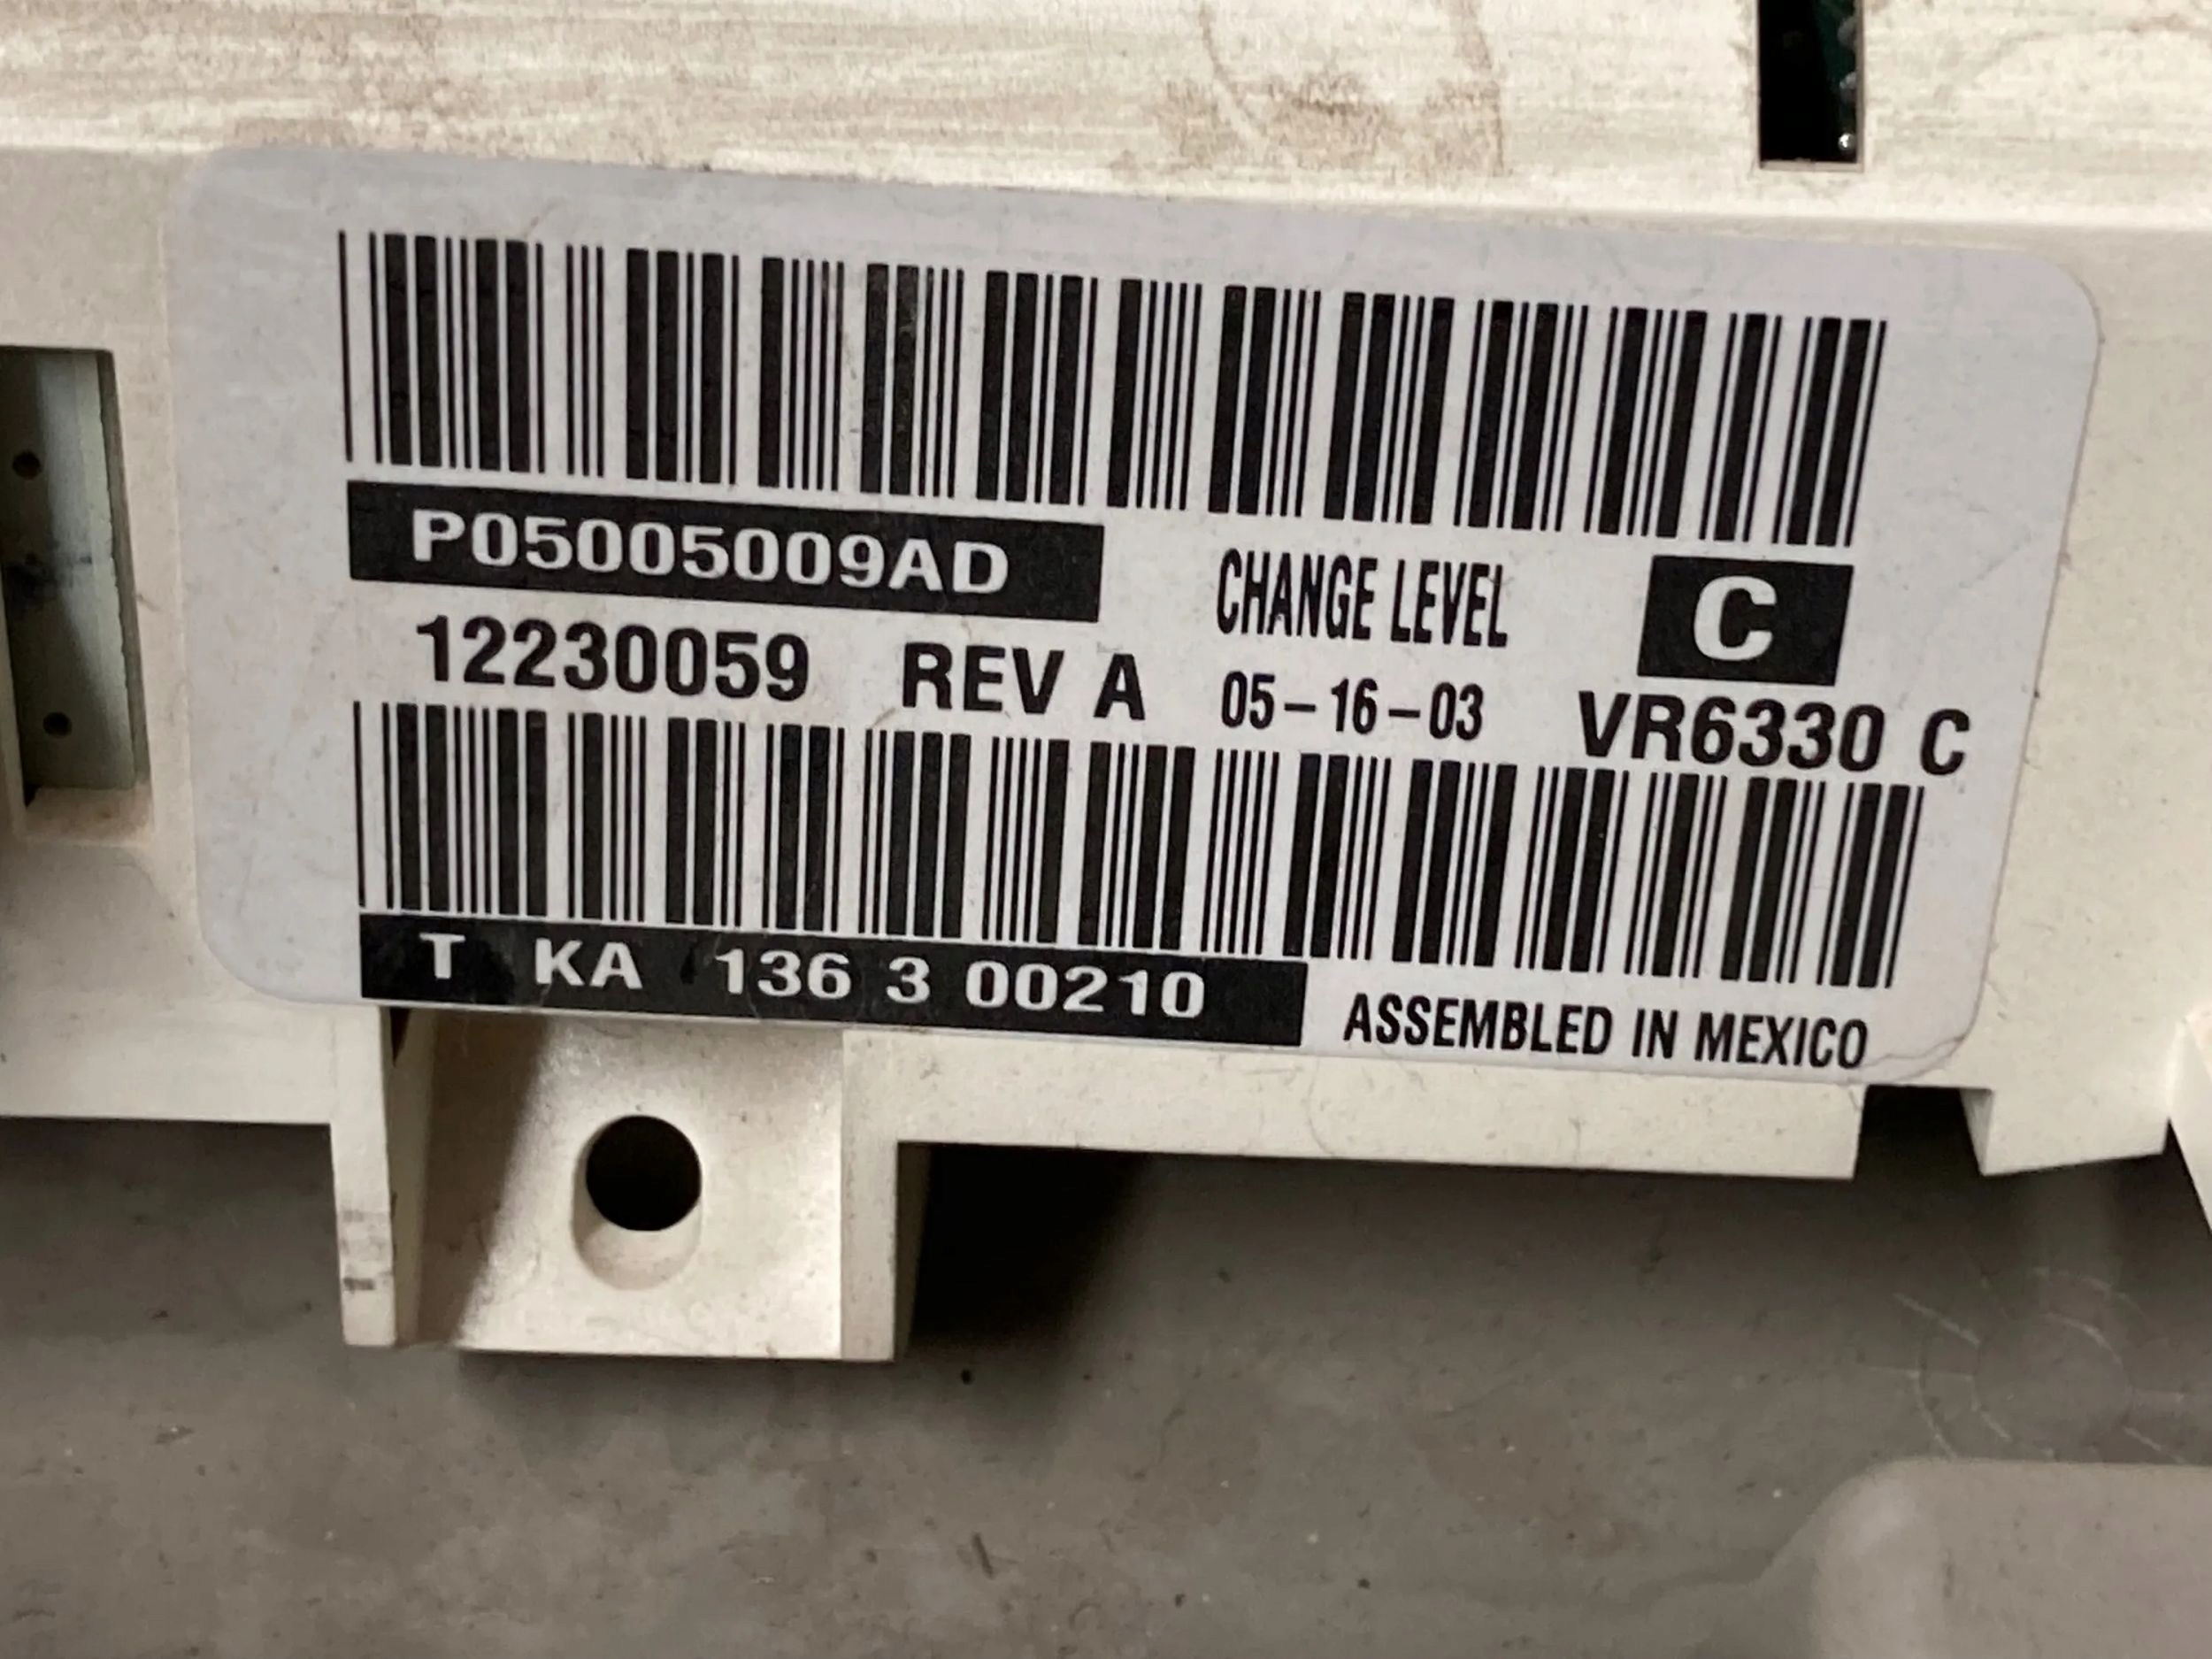 P05005009AD
CHANGE LEVEL C
12230059 REV A 05-16-03 VR6330 C
T KA 136 3 00210
ASSEMBLED IN MEXICO